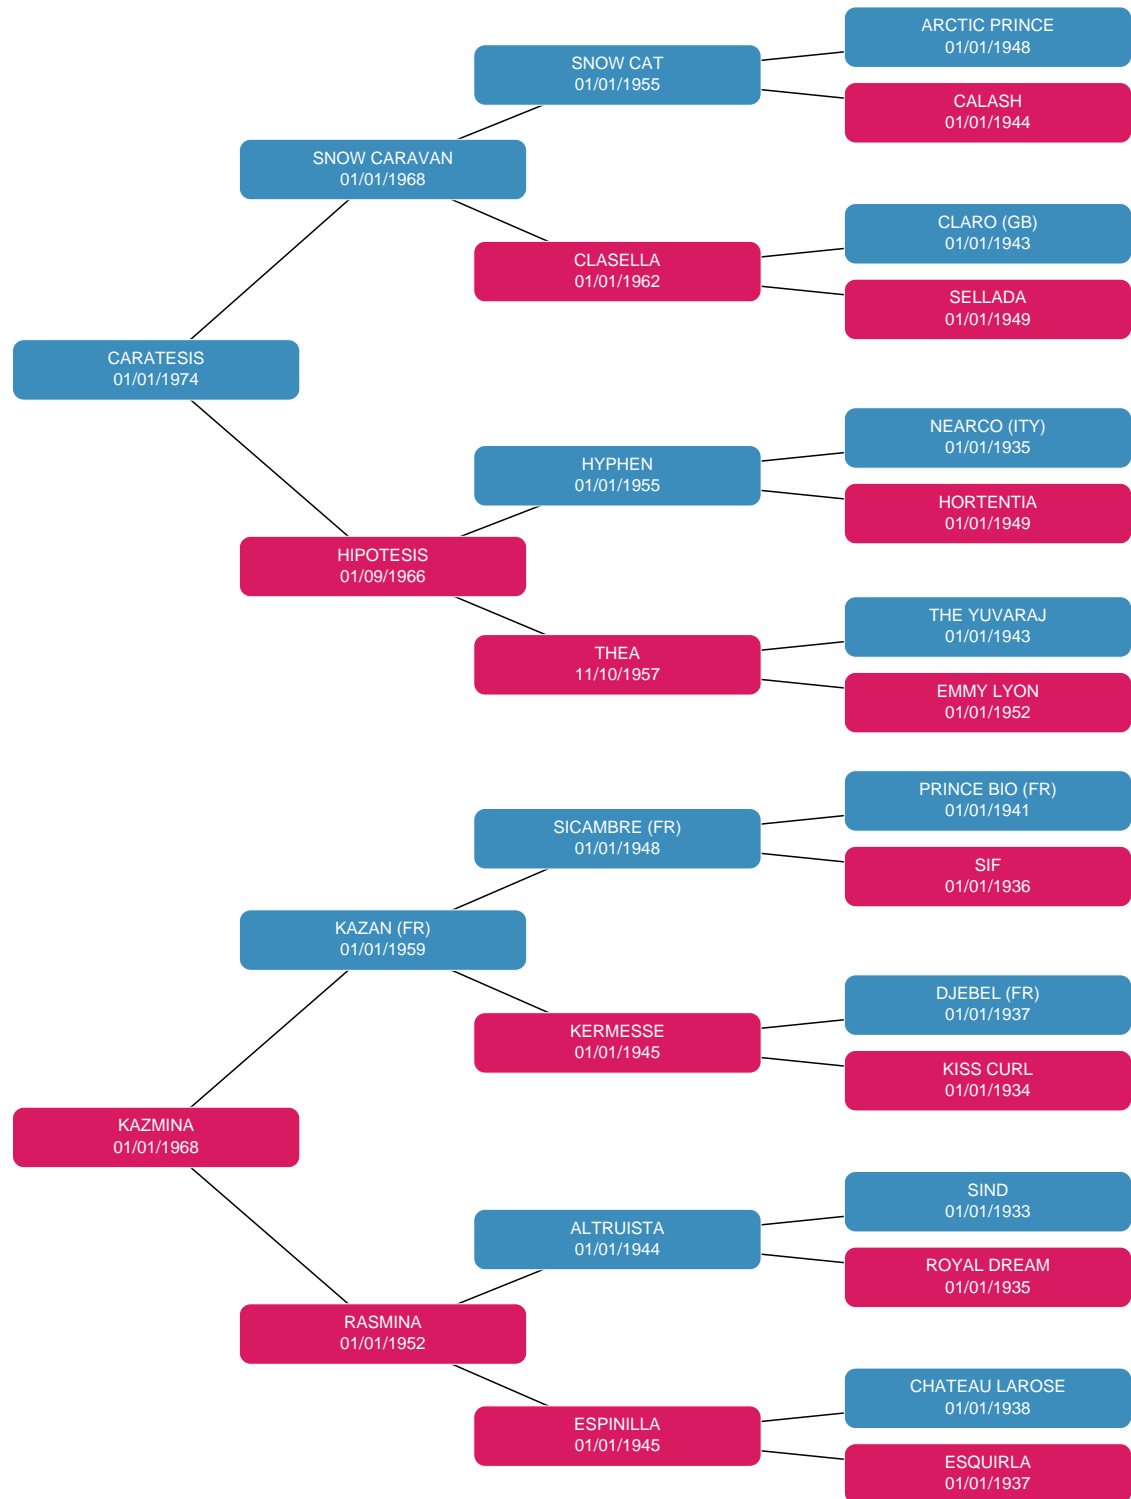 ARCTIC PRINCE
01/01/1948
SNOW CAT
01/01/1955
CALASH
01/01/1944
SNOW CARAVAN
01/01/1968
CLARO (GB)
01/01/1943
CLASELLA
01/01/1962
SELLADA
01/01/1949
CARATESIS
01/01/1974
NEARCO (ITY)
01/01/1935
HYPHEN
01/01/1955
HORTENTIA
01/01/1949
HIPOTESIS
01/09/1966
THE YUVARAJ
01/01/1943
THEA
11/10/1957
EMMY LYON
01/01/1952
PRINCE BIO (FR)
01/01/1941
SICAMBRE (FR)
01/01/1948
SIF
01/01/1936
KAZAN (FR)
01/01/1959
DJEBEL (FR)
01/01/1937
KERMESSE
01/01/1945
KISS CURL
01/01/1934
KAZMINA
01/01/1968
SIND
01/01/1933
ALTRUISTA
01/01/1944
ROYAL DREAM
01/01/1935
RASMINA
01/01/1952
CHATEAU LAROSE
01/01/1938
ESPINILLA
01/01/1945
ESQUIRLA
01/01/1937